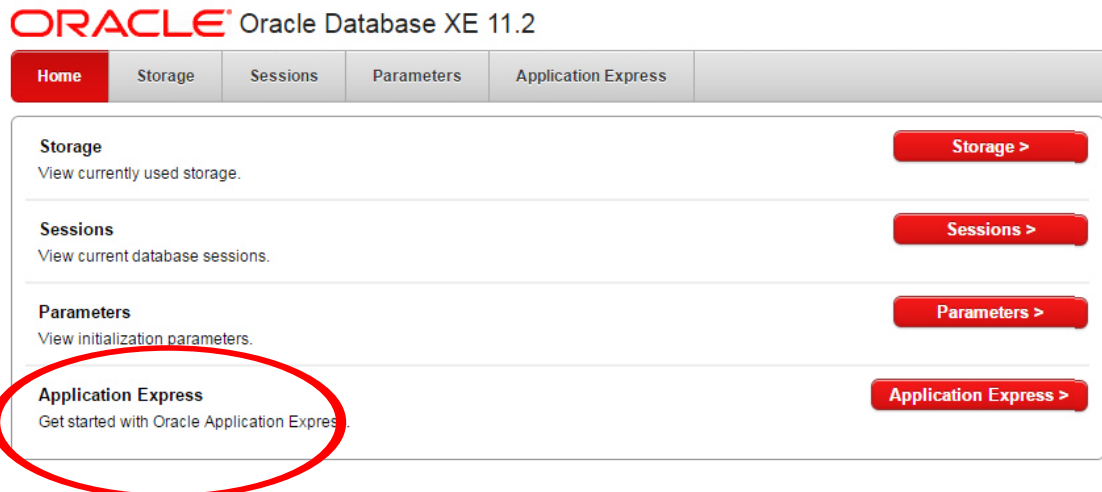 ORACLE Oracle Database XE 11.2
Home Storage Sessions Parameters Application Express
Storage
Storage >
View currently used storage.
Sessions
Sessions >
View current database sessions.
Parameters
Parameters >
View initialization parameters.
Application Express
Application Express >
Get started with Oracle Application Express.